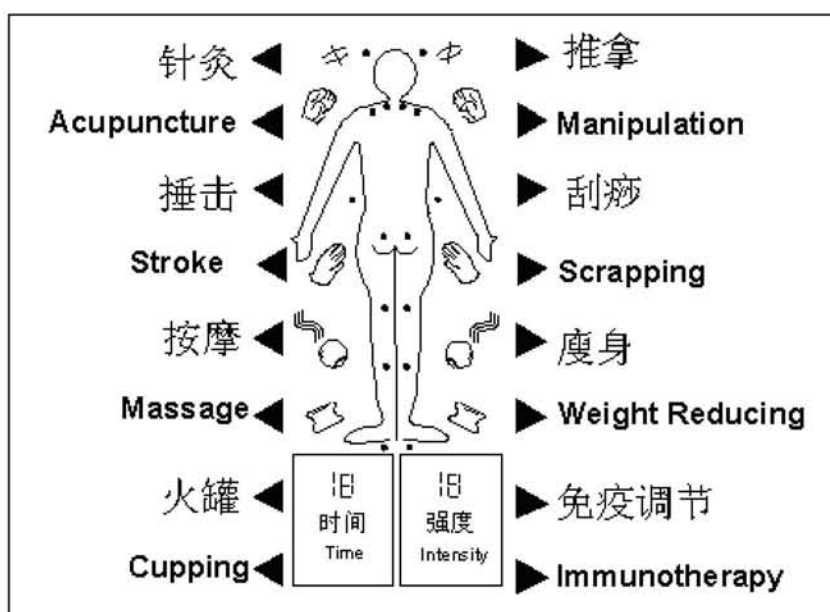 针灸
Acupuncture
捶击
Stroke
按摩
Massage
火罐
Cupping
推拿
Manipulation
刮痧
Scrapping
瘦身
Weight Reducing
免疫调节
Immunotherapy
18
时间
Time
18
强度
Intensity